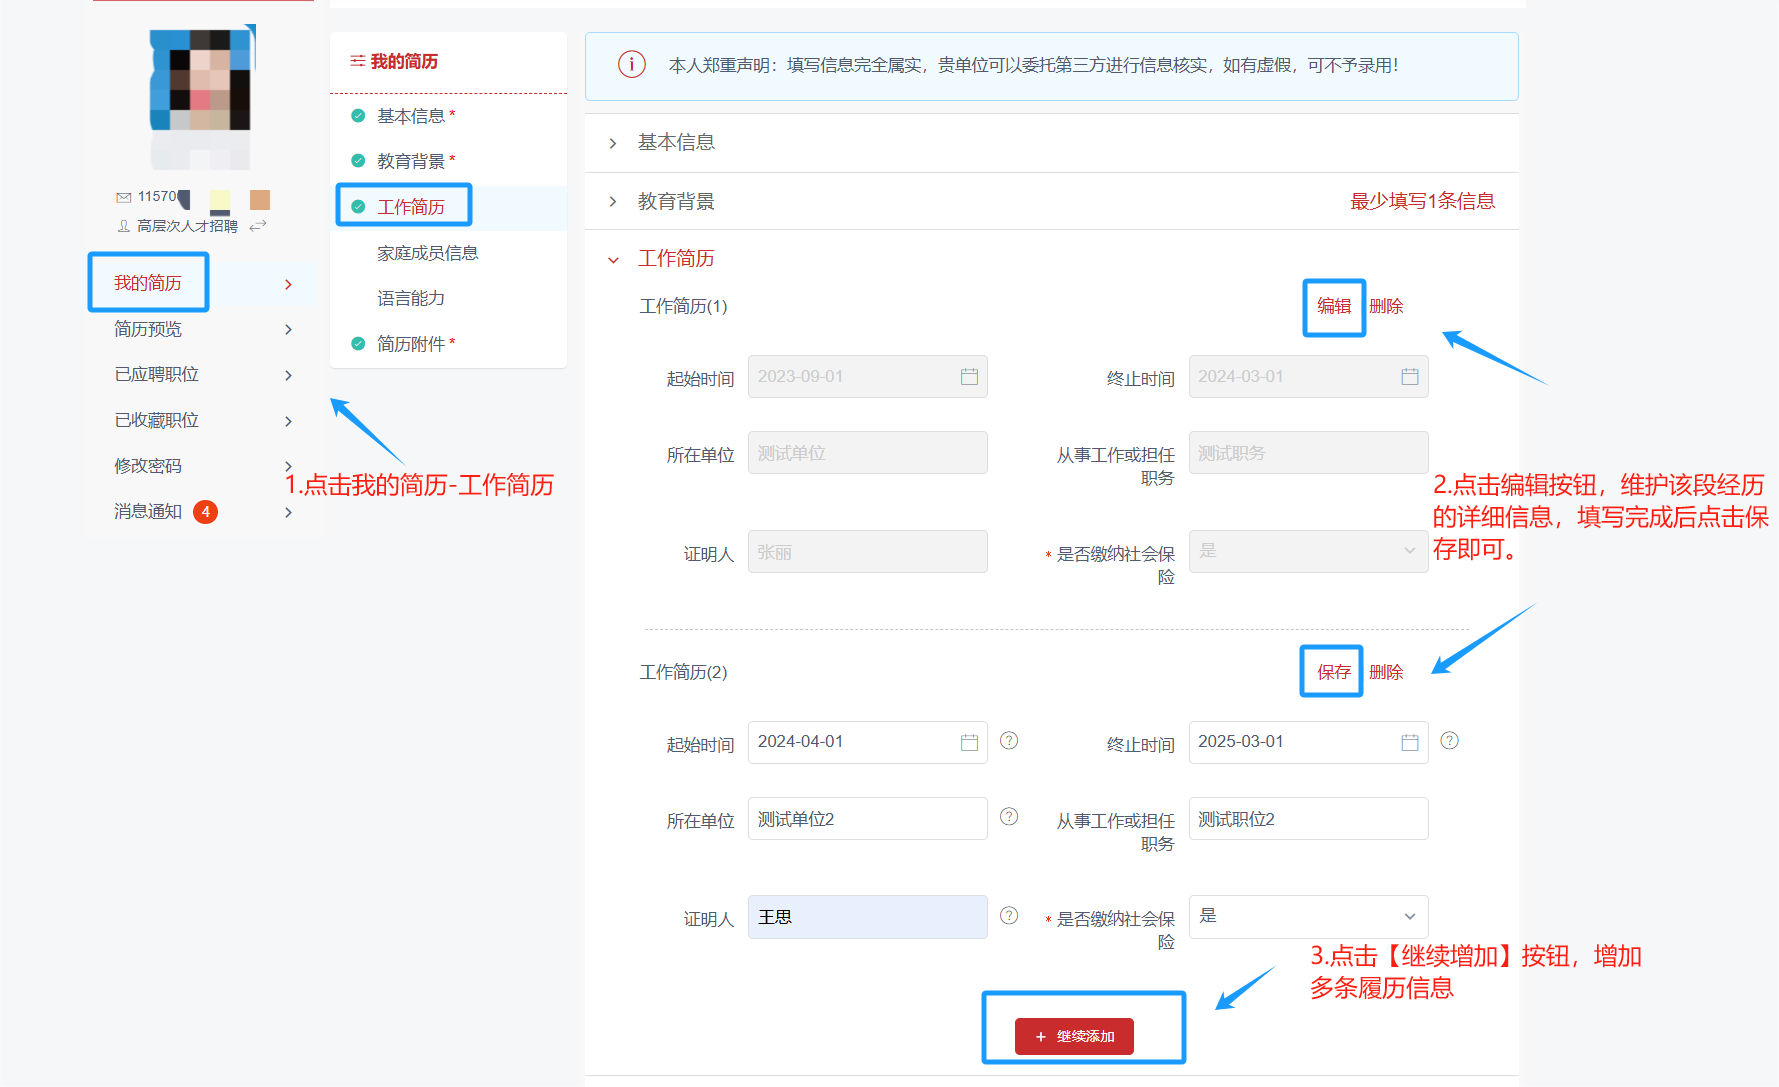 11570
高层次人才招聘
我的简历
简历预览
已应聘职位
已收藏职位
修改密码
消息通知 4
我的简历
基本信息 *
教育背景 *
工作简历
家庭成员信息
语言能力
简历附件 *
1.点击我的简历-工作简历
本人郑重声明：填写信息完全属实，贵单位可以委托第三方进行信息核实，如有虚假，可不予录用！
基本信息
教育背景 最少填写1条信息
工作简历
工作简历(1) 编辑 删除
起始时间 2023-09-01 终止时间 2024-03-01
所在单位 测试单位 从事工作或担任
职务 测试职务
证明人 张丽 * 是否缴纳社会保
险 是
2.点击编辑按钮，维护该段经历
的详细信息，填写完成后点击保
存即可。
工作简历(2) 保存 删除
起始时间 2024-04-01 终止时间 2025-03-01
所在单位 测试单位2 从事工作或担任
职务 测试职位2
证明人 王思 * 是否缴纳社会保
险 是
3.点击【继续增加】按钮，增加
多条履历信息
+ 继续添加